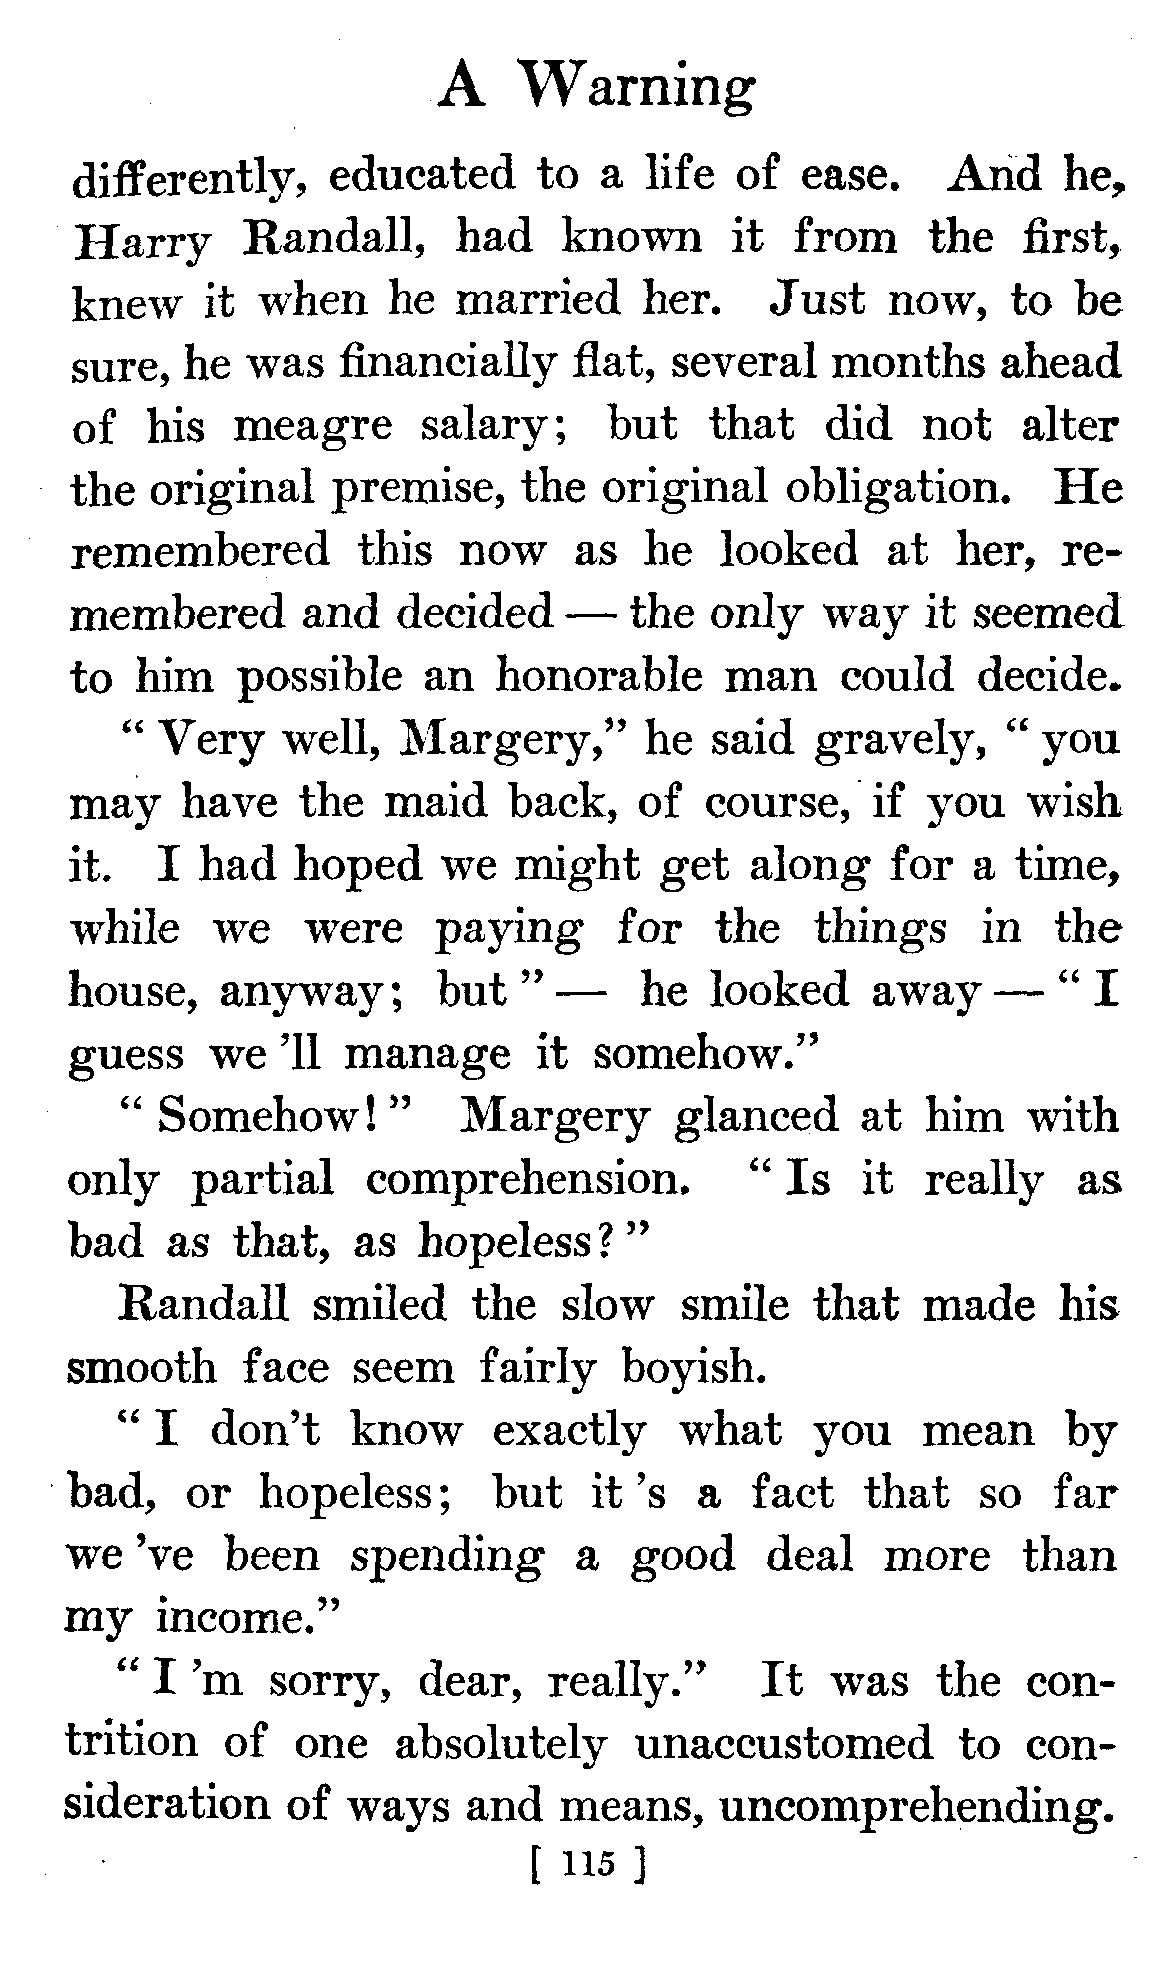 A Warning
differently, educated to a life of ease. And he,
Harry Randall, had known it from the first,
knew it when he married her. Just now, to be
sure, he was financially flat, several months ahead
of his meagre salary; but that did not alter
the original premise, the original obligation. He
remembered this now as he looked at her, re-
membered and decided — the only way it seemed
to him possible an honorable man could decide.
“ Very well, Margery,” he said gravely, “ you
may have the maid back, of course, if you wish
it. I had hoped we might get along for a time,
while we were paying for the things in the
house, anyway; but ” — he looked away — “ I
guess we ’ll manage it somehow.”
“ Somehow! ” Margery glanced at him with
only partial comprehension. “ Is it really as
bad as that, as hopeless? ”
Randall smiled the slow smile that made his
smooth face seem fairly boyish.
“ I don’t know exactly what you mean by
bad, or hopeless; but it ’s a fact that so far
we ’ve been spending a good deal more than
my income.”
“ I ’m sorry, dear, really.” It was the con-
trition of one absolutely unaccustomed to con-
sideration of ways and means, uncomprehending.
[ 115 ]